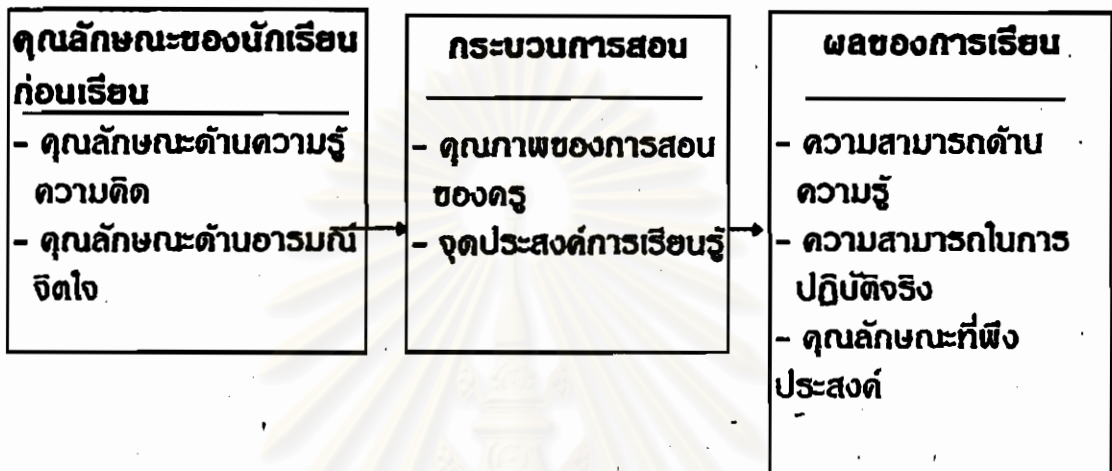 คุณลักษณะของนักเรียน
ก่อนเรียน
- คุณลักษณะด้านความรู้
ความคิด
- คุณลักษณะด้านอารมณ์
จิตใจ
กระบวนการสอน
- คุณภาพของการสอน
ของครู
- จุดประสงค์การเรียนรู้
ผลของการเรียน
- ความสามารถด้าน
ความรู้
- ความสามารถในการ
ปฏิบัติจริง
- คุณลักษณะที่พึง
ประสงค์